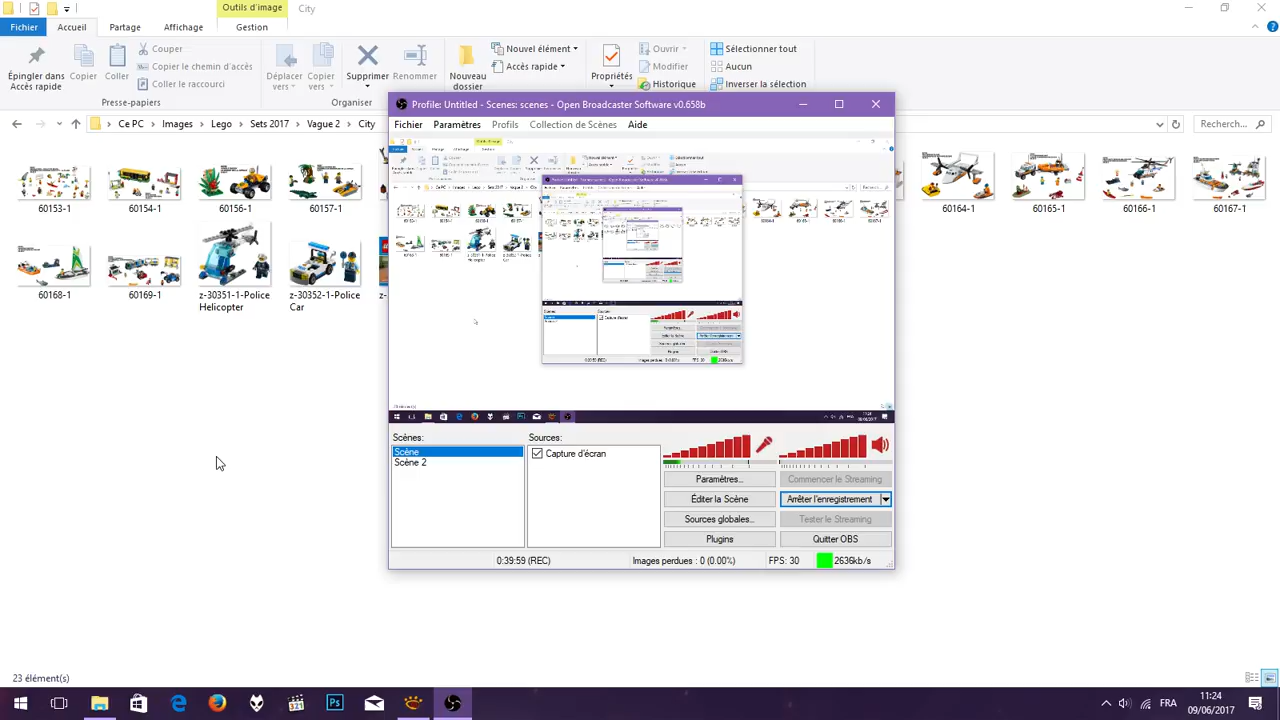 Outils d'image
City
Fichier
Accueil
Partage
Affichage
Gestion
Épingler dans
Accès rapide
Copier
Coller
Couper
Copier le chemin d'accès
Coller le raccourci
Presse-papiers
Déplacer
vers
Copier
vers
Supprimer
Renommer
Organiser
Nouveau
dossier
Nouvel élément
Accès rapide
Propriétés
Ouvrir
Modifier
Historique
Sélectionner tout
Aucun
Inverser la sélection
Ce PC > Images > Lego > Sets 2017 > Vague 2 > City
Recherc...
60153-1
60154-1
60156-1
60157-1
60164-1
60165-1
60166-1
60167-1
60168-1
60169-1
z-30351-1-Police
Helicopter
z-30352-1-Police
Car
Profile: Untitled - Scenes: scenes - Open Broadcaster Software v0.658b
Fichier
Paramètres
Profils
Collection de Scènes
Aide
Scènes:
Scène
Scène 2
Sources:
Capture d'écran
Paramètres...
Commencer le Streaming
Éditer la Scène
Arrêter l'enregistrement
Sources globales...
Tester le Streaming
Plugins
Quitter OBS
0:39:59 (REC)
Images perdues : 0 (0.00%)
FPS: 30
2636kb/s
23 élément(s)
321
Ps
FRA
11:24
09/06/2017